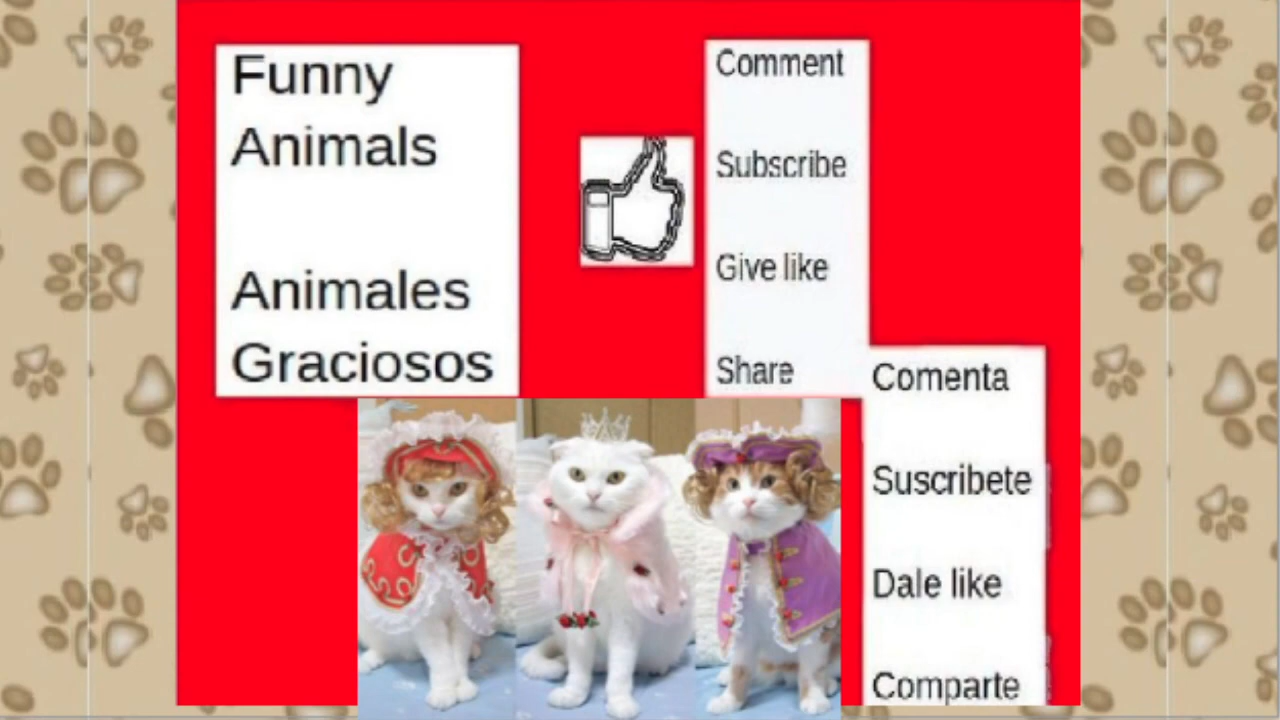 Funny
Animals
Animales
Graciosos
Comment
Subscribe
Give like
Share
Comenta
Suscribete
Dale like
Comparte